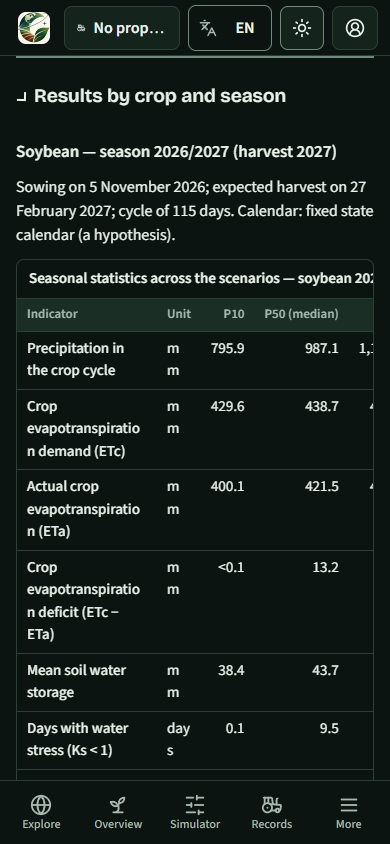 No prop...
EN
Results by crop and season
Soybean — season 2026/2027 (harvest 2027)
Sowing on 5 November 2026; expected harvest on 27
February 2027; cycle of 115 days. Calendar: fixed state
calendar (a hypothesis).
Seasonal statistics across the scenarios — soybean 202
Indicator Unit P10 P50 (median)
Precipitation in m 795.9 987.1 1,1
the crop cycle m
Crop m 429.6 438.7 4
evapotranspiratio m
n demand (ETc)
Actual crop m 400.1 421.5 4
evapotranspiratio m
n (ETa)
Crop m <0.1 13.2
evapotranspiratio m
n deficit (ETc −
ETa)
Mean soil water m 38.4 43.7
storage m
Days with water day 0.1 9.5
stress (Ks < 1) s
Explore Overview Simulator Records More